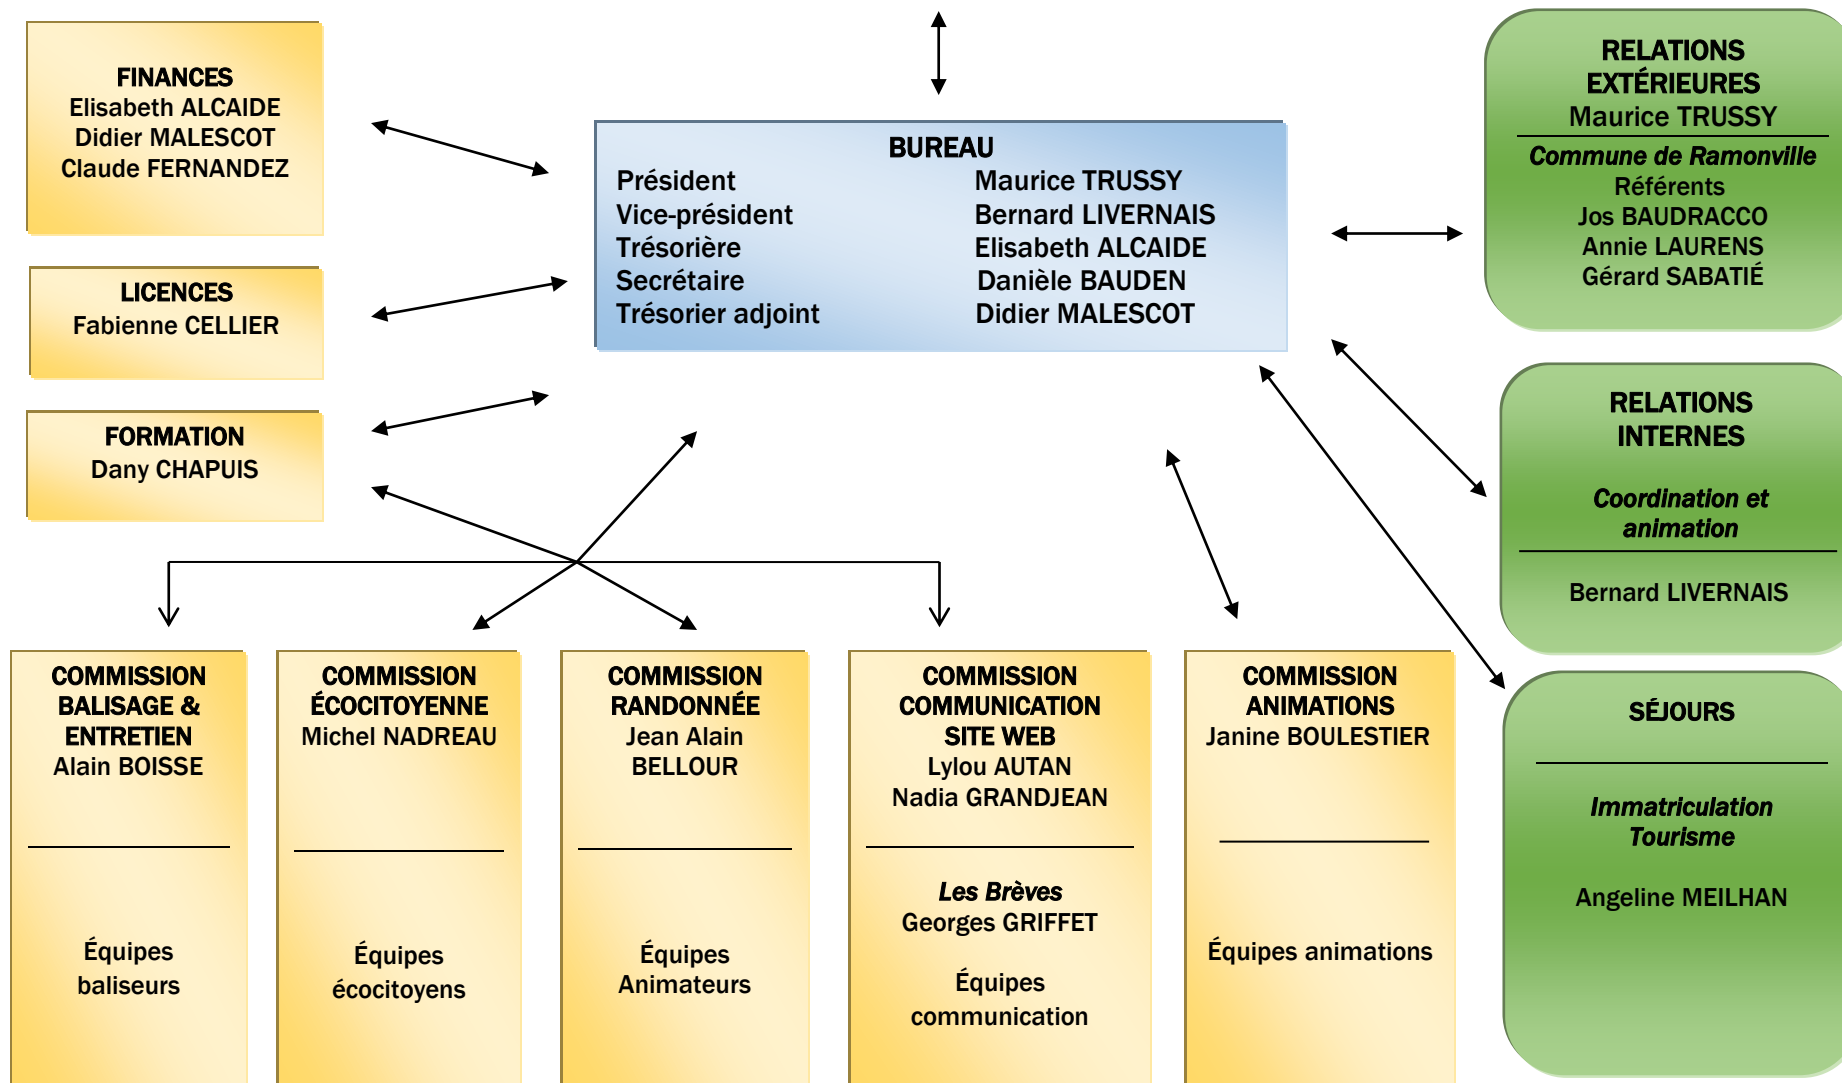 FINANCES
Elisabeth ALCAIDE
Didier MALESCOT
Claude FERNANDEZ
LICENCES
Fabienne CELLIER
FORMATION
Dany CHAPUIS
BUREAU
Président Maurice TRUSSY
Vice-président Bernard LIVERNAIS
Trésorière Elisabeth ALCAIDE
Secrétaire Danièle BAUDEN
Trésorier adjoint Didier MALESCOT
RELATIONS
EXTÉRIEURES
Maurice TRUSSY
Commune de Ramonville
Référents
Jos BAUDRACCO
Annie LAURENS
Gérard SABATIÉ
RELATIONS
INTERNES
Coordination et
animation
Bernard LIVERNAIS
SÉJOURS
Immatriculation
Tourisme
Angeline MEILHAN
COMMISSION
BALISAGE &
ENTRETIEN
Alain BOISSE
Équipes
baliseurs
COMMISSION
ÉCOCITOYENNE
Michel NADREAU
Équipes
écocitoyens
COMMISSION
RANDONNÉE
Jean Alain
BELLOUR
Équipes
Animateurs
COMMISSION
COMMUNICATION
SITE WEB
Lylou AUTAN
Nadia GRANDJEAN
Les Brèves
Georges GRIFFET
Équipes
communication
COMMISSION
ANIMATIONS
Janine BOULESTIER
Équipes animations